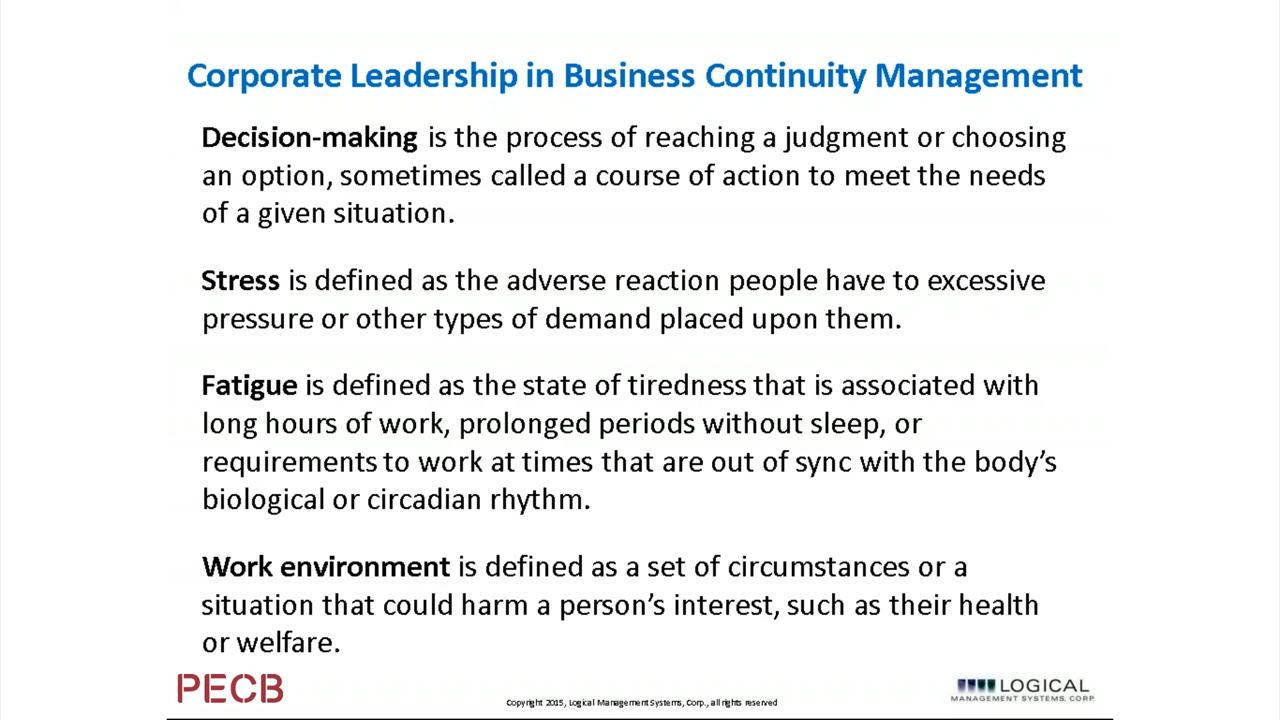 Corporate Leadership in Business Continuity Management
Decision-making is the process of reaching a judgment or choosing
an option, sometimes called a course of action to meet the needs
of a given situation.
Stress is defined as the adverse reaction people have to excessive
pressure or other types of demand placed upon them.
Fatigue is defined as the state of tiredness that is associated with
long hours of work, prolonged periods without sleep, or
requirements to work at times that are out of sync with the body’s
biological or circadian rhythm.
Work environment is defined as a set of circumstances or a
situation that could harm a person’s interest, such as their health
or welfare.
PECB
Copyright 2015, Logical Management Systems, Corp., all rights reserved
LOGICAL
MANAGEMENT SYSTEMS, CORP.